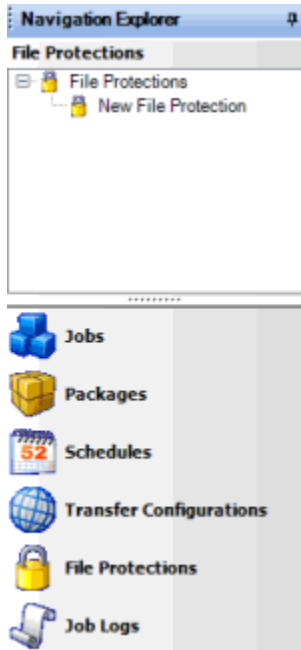 Navigation Explorer
File Protections
File Protections
New File Protection
Jobs
Packages
52
Schedules
Transfer Configurations
File Protections
Job Logs